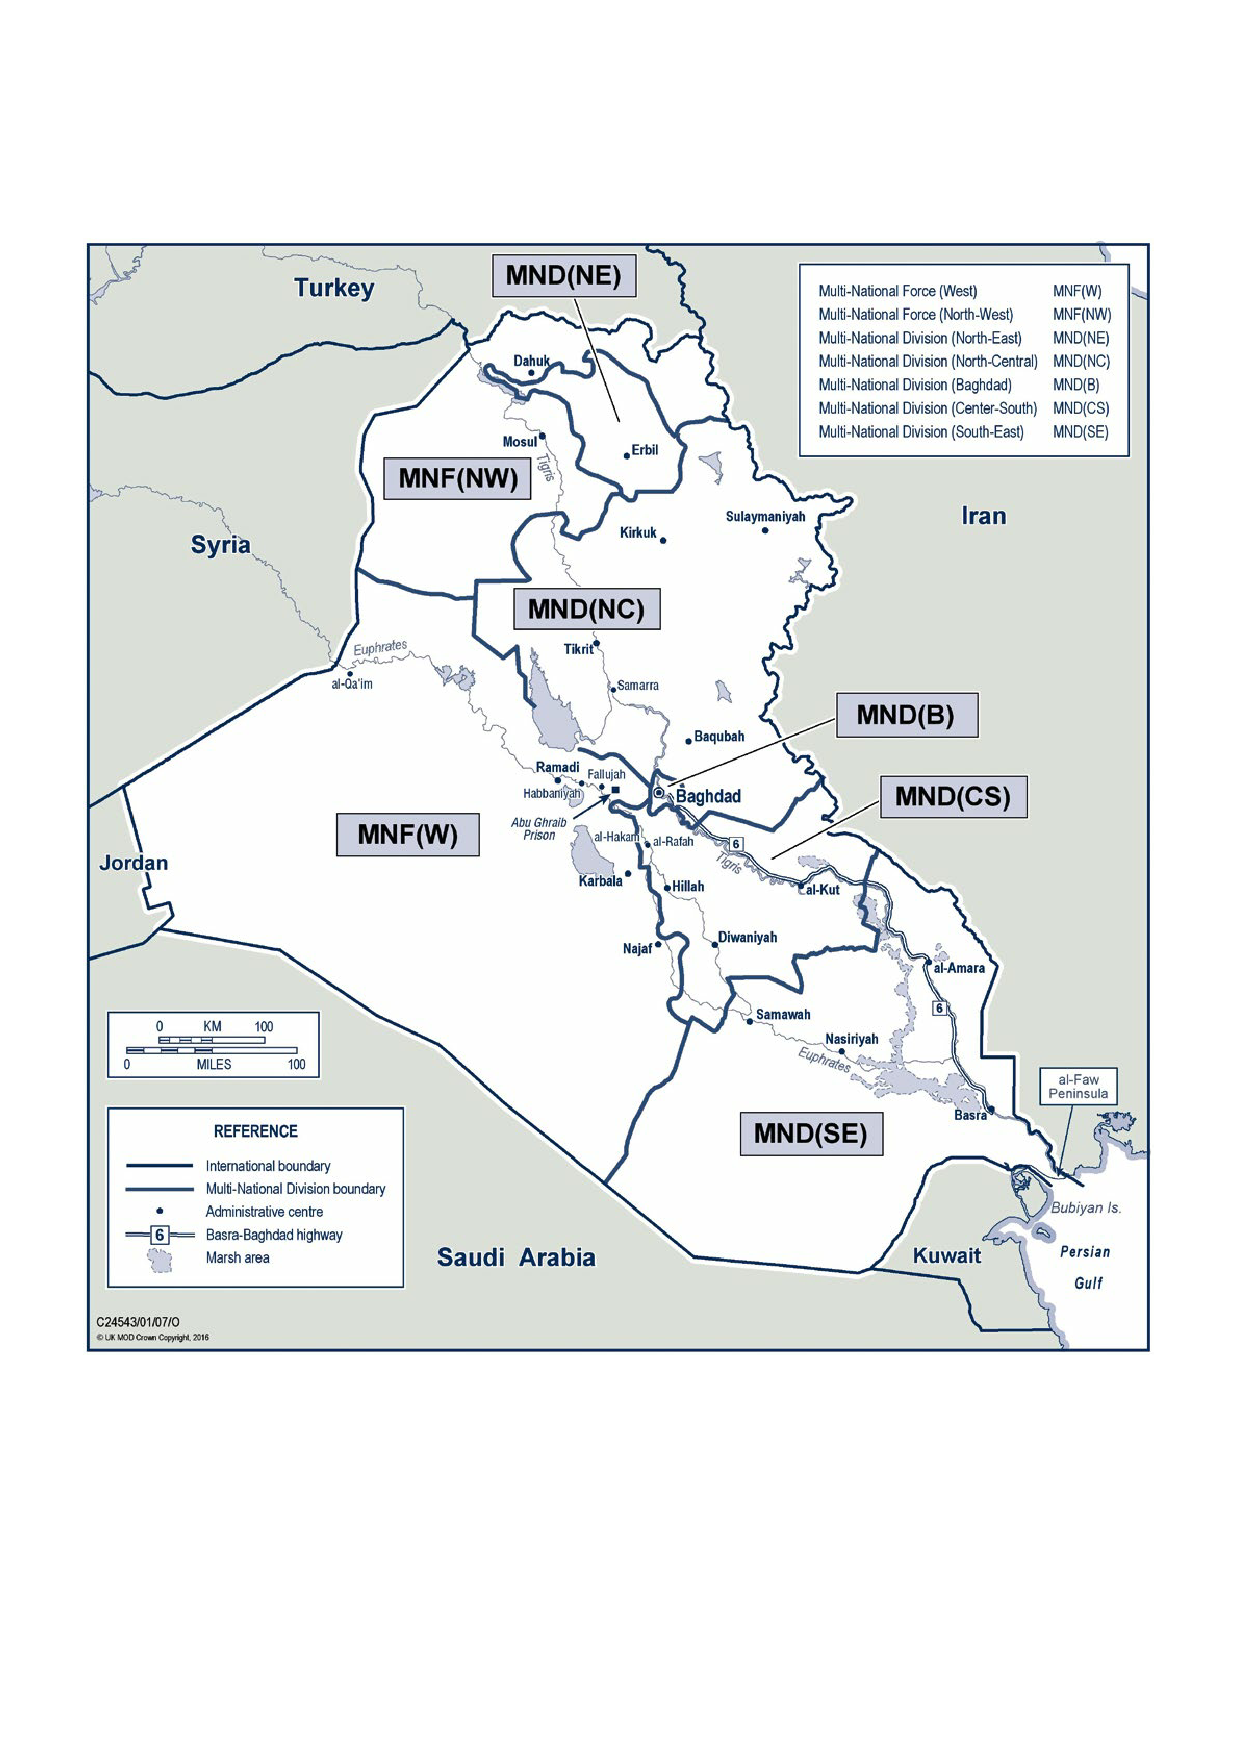 Turkey
MND(NE)
Multi-National Force (West) MNF(W)
Multi-National Force (North-West) MNF(NW)
Multi-National Division (North-East) MND(NE)
Multi-National Division (North-Central) MND(NC)
Multi-National Division (Baghdad) MND(B)
Multi-National Division (Center-South) MND(CS)
Multi-National Division (South-East) MND(SE)
Dahuk
Mosul
Tigris
Erbil
MNF(NW)
Sulaymaniyah
Iran
Kirkuk
Syria
MND(NC)
Euphrates
Tikrit
al-Qa'im
Samarra
MND(B)
Baqubah
Ramadi
Fallujah
Habbaniyah
Baghdad
MND(CS)
Abu Ghraib
Prison
MNF(W)
al-Hakam
al-Rafah
6
Tigris
Jordan
Karbala
Hillah
al-Kut
Najaf
Diwaniyah
al-Amara
6
Samawah
Nasiriyah
Euphrates
0 KM 100
0 MILES 100
al-Faw
Peninsula
Basra
MND(SE)
REFERENCE
International boundary
Multi-National Division boundary
Administrative centre
6 Basra-Baghdad highway
Marsh area
Bubiyan Is.
Saudi Arabia
Kuwait
Persian
Gulf
C24543/01/07/O
© UK MOD Crown Copyright, 2016